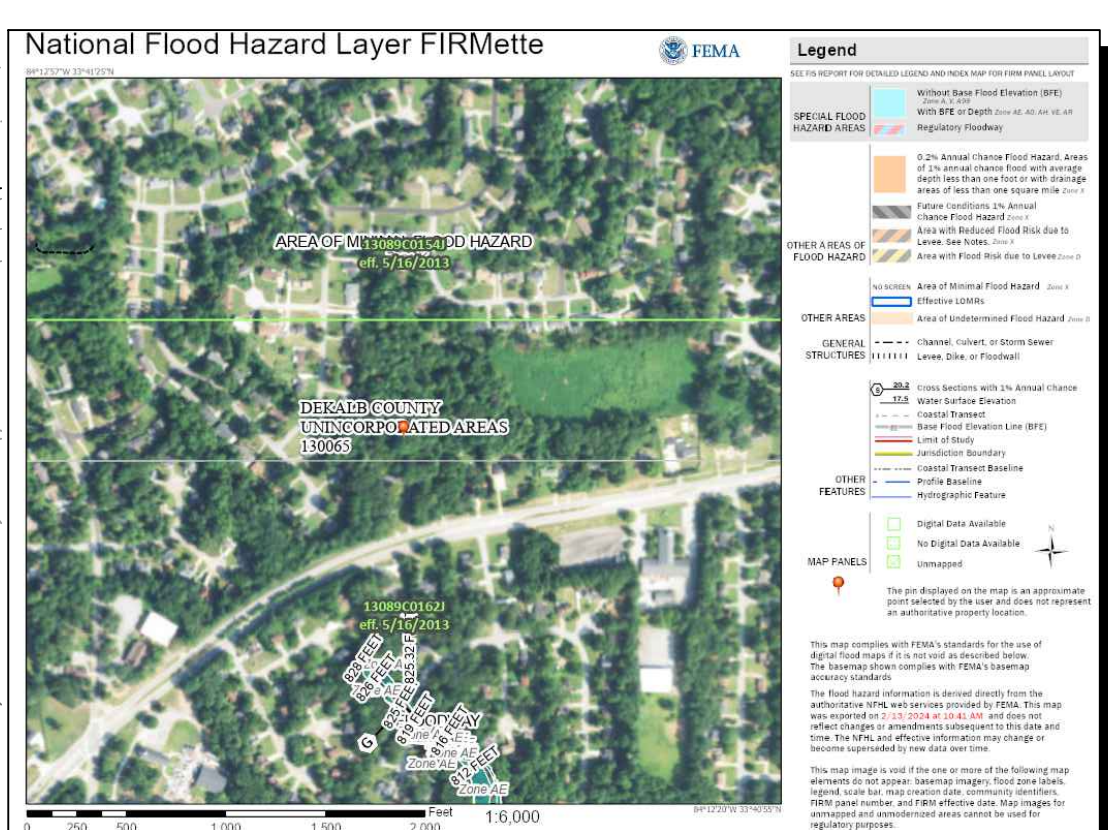 National Flood Hazard Layer FIRMette
FEMA
84°12'57"W 33°41'25"N
AREA OF MINIMAL FLOOD HAZARD
13089C0154J
eff. 5/16/2013
DEKALB COUNTY
UNINCORPORATED AREAS
130065
13089C0162J
eff. 5/16/2013
828 FEET
826 FEET
825.32 F
825 FEET
Zone AE
819 FEET
FLOODWAY
816 FEET
G
Zone AE
Zone AE
812 FEET
Zone AE
84°12'20"W 33°40'55"N
Feet
1:6,000
0 250 500 1,000 1,500 2,000
Legend
SEE FIS REPORT FOR DETAILED LEGEND AND INDEX MAP FOR FIRM PANEL LAYOUT
SPECIAL FLOOD
HAZARD AREAS
Without Base Flood Elevation (BFE)
Zone A, V, A99
With BFE or Depth Zone AE, AO, AH, VE, AR
Regulatory Floodway
0.2% Annual Chance Flood Hazard, Areas
of 1% annual chance flood with average
depth less than one foot or with drainage
areas of less than one square mile Zone X
Future Conditions 1% Annual
Chance Flood Hazard Zone X
OTHER AREAS OF
FLOOD HAZARD
Area with Reduced Flood Risk due to
Levee. See Notes. Zone X
Area with Flood Risk due to Levee Zone D
NO SCREEN Area of Minimal Flood Hazard Zone X
Effective LOMRs
OTHER AREAS
Area of Undetermined Flood Hazard Zone D
GENERAL
STRUCTURES
Channel, Culvert, or Storm Sewer
Levee, Dike, or Floodwall
20.2 Cross Sections with 1% Annual Chance
17.5 Water Surface Elevation
Coastal Transect
Base Flood Elevation Line (BFE)
Limit of Study
Jurisdiction Boundary
OTHER
FEATURES
Coastal Transect Baseline
Profile Baseline
Hydrographic Feature
MAP PANELS
Digital Data Available
No Digital Data Available
Unmapped
N
The pin displayed on the map is an approximate
point selected by the user and does not represent
an authoritative property location.
This map complies with FEMA's standards for the use of
digital flood maps if it is not void as described below.
The basemap shown complies with FEMA's basemap
accuracy standards
The flood hazard information is derived directly from the
authoritative NFHL web services provided by FEMA. This map
was exported on 2/13/2024 at 10:41 AM and does not
reflect changes or amendments subsequent to this date and
time. The NFHL and effective information may change or
become superseded by new data over time.
This map image is void if the one or more of the following map
elements do not appear: basemap imagery, flood zone labels,
legend, scale bar, map creation date, community identifiers,
FIRM panel number, and FIRM effective date. Map images for
unmapped and unmodernized areas cannot be used for
regulatory purposes.